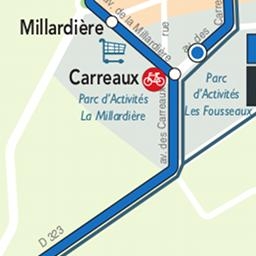 Millardière
av. de la Millardière
rue
av. des
Carreaux
Parc d'Activités
La Millardière
Parc
d'Activités
Les Fousseaux
av. des Carreaux
D 323